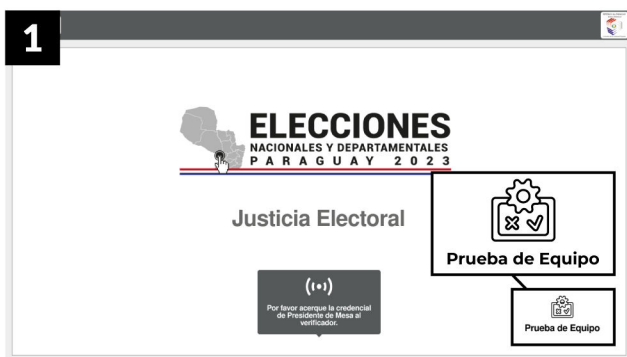 1
ELECCIONES
NACIONALES Y DEPARTAMENTALES
PARAGUAY 2023
Justicia Electoral
Prueba de Equipo
Por favor acerque la credencial
de Presidente de Mesa al
verificador.
Prueba de Equipo